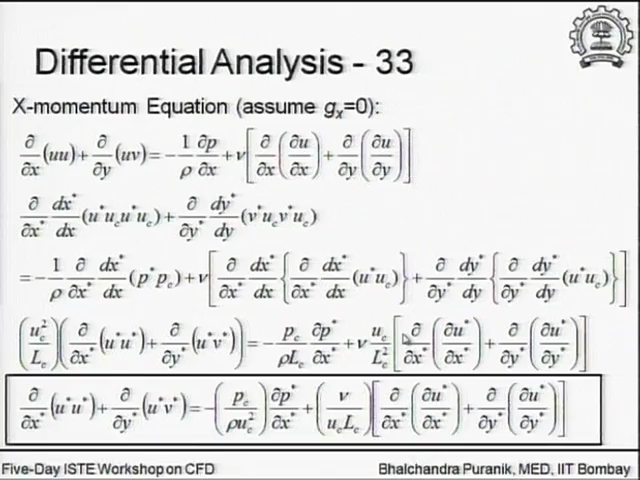 Differential Analysis - 33
X-momentum Equation (assume gₓ=0):
∂/∂x (uu) + ∂/∂y (uv) = −(1/ρ) ∂p/∂x + ν[∂/∂x (∂u/∂x) + ∂/∂y (∂u/∂y)]
∂/∂x* dx*/dx (u*u_c u*u_c) + ∂/∂y* dy*/dy (v*u_c v*u_c)
= −(1/ρ) ∂/∂x* dx*/dx (p*p_c) + ν[∂/∂x* dx*/dx {∂/∂x* dx*/dx (u*u_c)} + ∂/∂y* dy*/dy {∂/∂y* dy*/dy (u*u_c)}]
(u_c²/L_c)(∂/∂x* (u*u*) + ∂/∂y* (u*v*)) = −(p_c/ρL_c) ∂p*/∂x* + ν (u_c/L_c²)[∂/∂x* (∂u*/∂x*) + ∂/∂y* (∂u*/∂y*)]
∂/∂x* (u*u*) + ∂/∂y* (u*v*) = −(p_c/ρu_c²) ∂p*/∂x* + (ν/u_cL_c)[∂/∂x* (∂u*/∂x*) + ∂/∂y* (∂u*/∂y*)]
Five-Day ISTE Workshop on CFD
Bhalchandra Puranik, MED, IIT Bombay